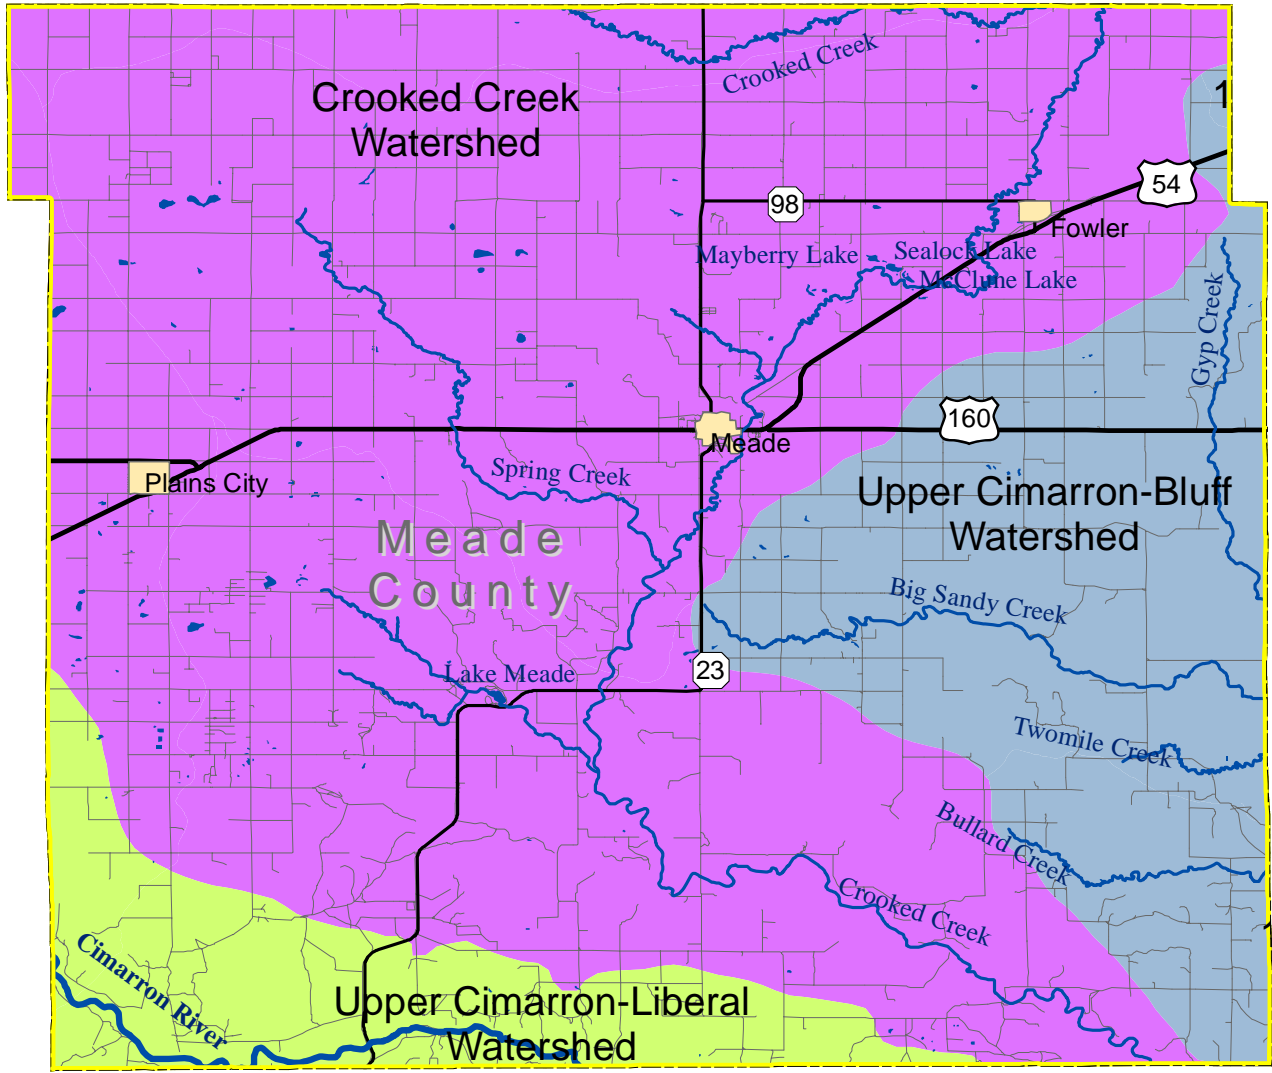 Crooked Creek
Crooked Creek
Watershed
1
54
98
Fowler
Mayberry Lake
Sealock Lake
McClune Lake
Gyp Creek
160
Meade
Spring Creek
Plains City
Upper Cimarron-Bluff
Watershed
Meade
County
Big Sandy Creek
Lake Meade
23
Twomile Creek
Bullard Creek
Crooked Creek
Cimarron River
Upper Cimarron-Liberal
Watershed